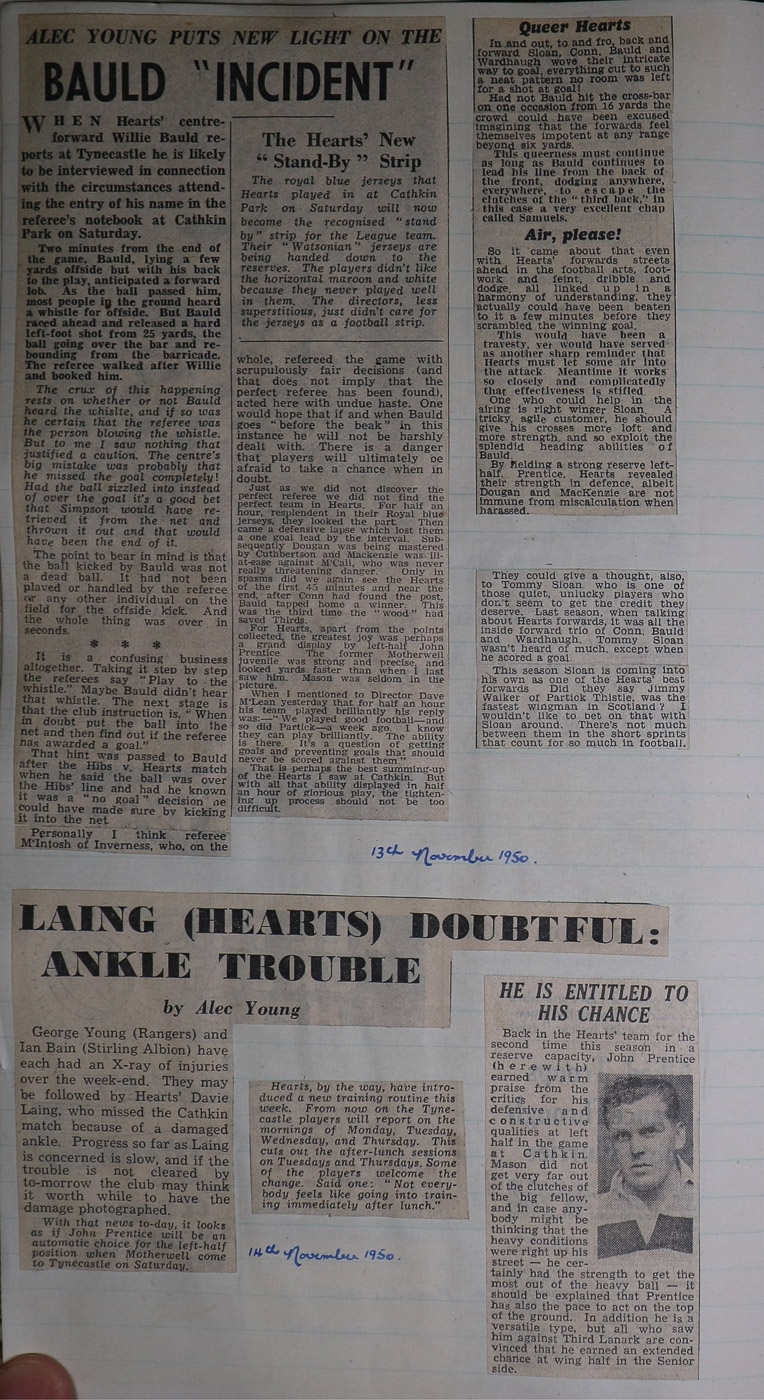 ALEC YOUNG PUTS NEW LIGHT ON THE
BAULD "INCIDENT"
WHEN Hearts' centre-
forward Willie Bauld re-
ports at Tynecastle he is likely
to be interviewed in connection
with the circumstances attend-
ing the entry of his name in the
referee's notebook at Cathkin
Park on Saturday.
Two minutes from the end of
the game, Bauld, lying a few
yards offside but with his back
to the play, anticipated a forward
lob. As the ball passed him,
most people in the ground heard
a whistle for offside. But Bauld
raced ahead and released a hard
left-foot shot from 25 yards, the
ball going over the bar and re-
bounding from the barricade.
The referee walked after Willie
and booked him.
The crux of this happening
rests on whether or not Bauld
heard the whislte, and if so was
he certain that the referee was
the person blowing the whistle.
But to me I saw nothing that
justified a caution. The centre's
big mistake was probably that
he missed the goal completely!
Had the ball sizzled into instead
of over the goal it's a good bet
that Simpson would have re-
trieved it from the net and
thrown it out and that would
have been the end of it.
The point to bear in mind is that
the ball kicked by Bauld was not
a dead ball. It had not been
played or handled by the referee
or any other individual on the
field for the offside kick. And
the whole thing was over in
seconds.
* * *
It is a confusing business
altogether. Taking it step by step
the referees say "Play to the
whistle." Maybe Bauld didn't hear
that whistle. The next stage is
that the club instruction is, "When
in doubt put the ball into the
net and then find out if the referee
has awarded a goal."
That hint was passed to Bauld
after the Hibs v. Hearts match
when he said the ball was over
the Hibs' line and had he known
it was a "no goal" decision he
could have made sure by kicking
it into the net
Personally I think referee
M'Intosh of Inverness, who, on the
The Hearts' New
"Stand-By" Strip
The royal blue jerseys that
Hearts played in at Cathkin
Park on Saturday will now
become the recognised "stand
by" strip for the League team.
Their "Watsonian" jerseys are
being handed down to the
reserves. The players didn't like
the horizontal maroon and white
because they never played well
in them. The directors, less
superstitious, just didn't care for
the jerseys as a football strip.
whole, refereed the game with
scrupulously fair decisions (and
that does not imply that the
perfect referee has been found),
acted here with undue haste. One
would hope that if and when Bauld
goes "before the beak" in this
instance he will not be harshly
dealt with. There is a danger
that players will ultimately be
afraid to take a chance when in
doubt.
Just as we did not discover the
perfect referee we did not find the
perfect team in Hearts. For half an
hour, resplendent in their Royal blue
jerseys, they looked the part. Then
came a defensive lapse which lost them
a one goal lead by the interval. Sub-
sequently Dougan was being mastered
by Cuthbertson and Mackenzie was ill-
at-ease against M'Call, who was never
really threatening danger. Only in
spasms did we again see the Hearts
of the first 45 minutes and near the
end, after Conn had found the post,
Bauld tapped home a winner. This
was the third time the "wood" had
saved Thirds.
For Hearts, apart from the points
collected, the greatest joy was perhaps
a grand display by left-half John
Prentice The former Motherwell
juvenile was strong and precise, and
looked yards faster than when I last
saw him. Mason was seldom in the
picture.
When I mentioned to Director Dave
M'Lean yesterday that for half an hour
his team played brilliantly his reply
was:—"We played good football—and
so did Partick—a week ago. I know
they can play brilliantly. The ability
is there. It's a question of getting
goals and preventing goals that should
never be scored against them."
That is perhaps the best summing-up
of the Hearts I saw at Cathkin. But
with all that ability displayed in half
an hour of glorious play, the tighten-
ing up process should not be too
difficult.
Queer Hearts
In and out, to and fro, back and
forward Sloan, Conn, Bauld and
Wardhaugh wove their intricate
way to goal, everything cut to such
a neat pattern no room was left
for a shot at goal!
Had not Bauld hit the cross-bar
on one occasion from 16 yards the
crowd could have been excused
imagining that the forwards feel
themselves impotent at any range
beyond six yards.
This queerness must continue
as long as Bauld continues to
lead his line from the back of
the front, dodging anywhere,
everywhere, to escape the
clutches of the "third back," in
this case a very excellent chap
called Samuels.
Air, please!
So it came about that even
with Hearts' forwards streets
ahead in the football arts, foot-
work and feint, dribble and
dodge, all linked up in a
harmony of understanding, they
actually could have been beaten
to it a few minutes before they
scrambled the winning goal.
This would have been a
travesty, yet would have served
as another sharp reminder that
Hearts must let some air into
the attack Meantime it works
so closely and complicatedly
that effectiveness is stifled
One who could help in the
airing is right winger Sloan. A
tricky, agile customer, he should
give his crosses more loft and
more strength, and so exploit the
splendid heading abilities of
Bauld.
By fielding a strong reserve left-
half, Prentice, Hearts revealed
their strength in defence, albeit
Dougan and MacKenzie are not
immune from miscalculation when
harassed.
They could give a thought, also,
to Tommy Sloan. who is one of
those quiet, unlucky players who
don't seem to get the credit they
deserve. Last season, when talking
about Hearts forwards, it was all the
inside forward trio of Conn, Bauld
and Wardhaugh. Tommy Sloan
wasn't heard of much. except when
he scored a goal.
This season Sloan is coming into
his own as one of the Hearts' best
forwards Did they say Jimmy
Walker of Partick Thistle, was the
fastest wingman in Scotland? I
wouldn't like to bet on that with
Sloan around. There's not much
between them in the short sprints
that count for so much in football.
13th November 1950.
LAING (HEARTS) DOUBTFUL:
ANKLE TROUBLE
by Alec Young
George Young (Rangers) and
Ian Bain (Stirling Albion) have
each had an X-ray of injuries
over the week-end. They may
be followed by Hearts' Davie
Laing, who missed the Cathkin
match because of a damaged
ankle. Progress so far as Laing
is concerned is slow, and if the
trouble is not cleared by
to-morrow the club may think
it worth while to have the
damage photographed.
With that news to-day, it looks
as if John Prentice will be an
automatic choice for the left-half
position when Motherwell come
to Tynecastle on Saturday.
Hearts, by the way, have intro-
duced a new training routine this
week. From now on the Tyne-
castle players will report on the
mornings of Monday, Tuesday,
Wednesday, and Thursday. This
cuts out the after-lunch sessions
on Tuesdays and Thursdays. Some
of the players welcome the
change. Said one: "Not every-
body feels like going into train-
ing immediately after lunch."
14th November 1950.
HE IS ENTITLED TO
HIS CHANCE
Back in the Hearts' team for the
second time this season in a
reserve capacity, John Prentice
(herewith)
earned warm
praise from the
critics for his
defensive and
constructive
qualities at left
half in the game
at Cathkin.
Mason did not
get very far out
of the clutches of
the big fellow,
and in case any-
body might be
thinking that the
heavy conditions
were right up his
street — he cer-
tainly had the strength to get the
most out of the heavy ball — it
should be explained that Prentice
has also the pace to act on the top
of the ground. In addition he is a
versatile type, but all who saw
him against Third Lanark are con-
vinced that he earned an extended
chance at wing half in the Senior
side.